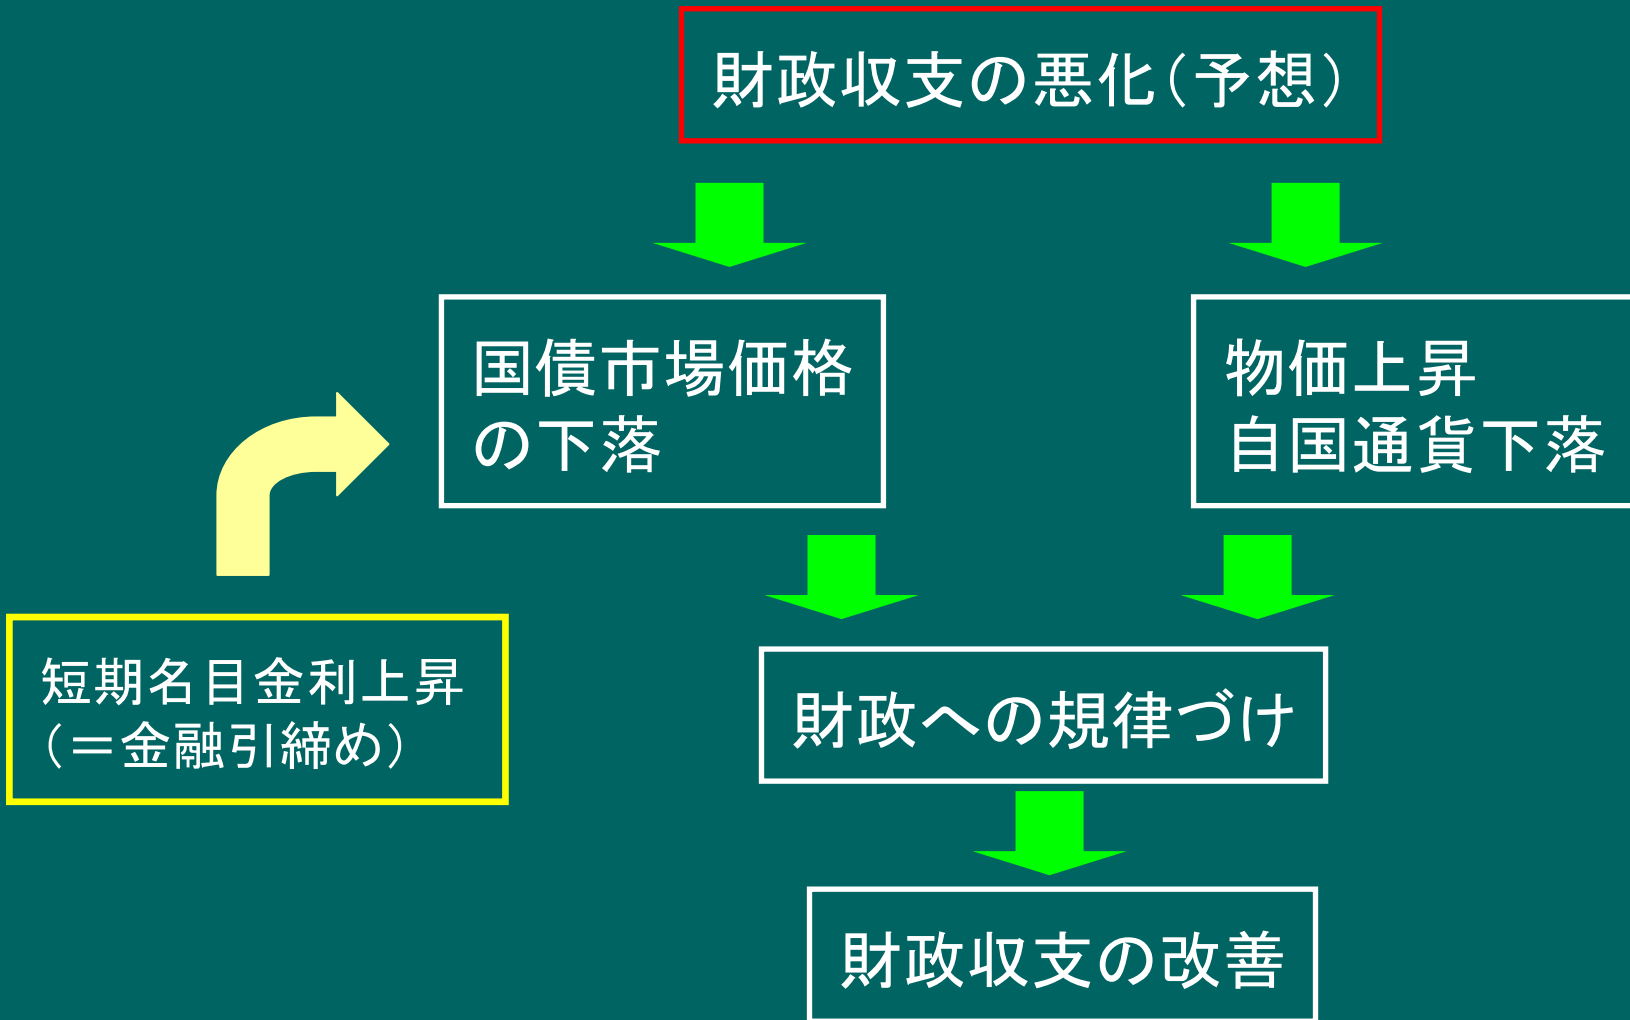 財政収支の悪化（予想）
国債市場価格
の下落
物価上昇
自国通貨下落
短期名目金利上昇
（＝金融引締め）
財政への規律づけ
財政収支の改善